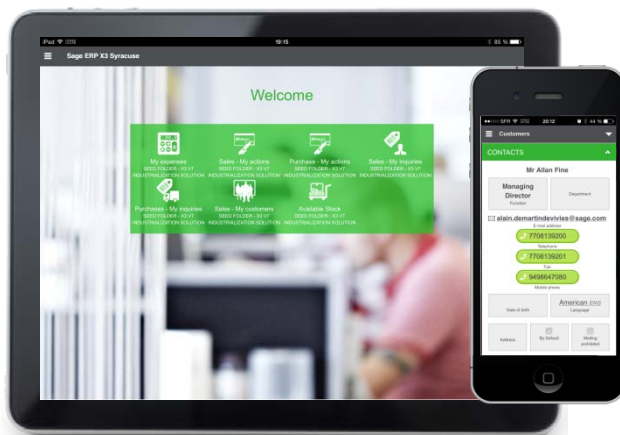 iPad
19:15
85 %
Sage ERP X3 Syracuse
Welcome
My expenses
SEED FOLDER - X3 V7
INDUSTRIALIZATION SOLUTION
Sales - My actions
SEED FOLDER - X3 V7
INDUSTRIALIZATION SOLUTION
Purchase - My actions
SEED FOLDER - X3 V7
INDUSTRIALIZATION SOLUTION
Sales - My inquiries
SEED FOLDER - X3 V7
INDUSTRIALIZATION SOLUTION
Purchases - My inquiries
SEED FOLDER - X3 V7
INDUSTRIALIZATION SOLUTION
Sales - My customers
SEED FOLDER - X3 V7
INDUSTRIALIZATION SOLUTION
Available Stock
SEED FOLDER - X3 V7
INDUSTRIALIZATION SOLUTION
SFR
20:12
44 %
Customers
CONTACTS
Mr Allan Fine
Managing
Director
Function
Department
alain.demartindevivies@sage.com
E-mail address
7708139200
Telephone
7708139201
Fax
9498647080
Mobile phone
Date of birth
American
Language
Address
By Default
Mailing
prohibited